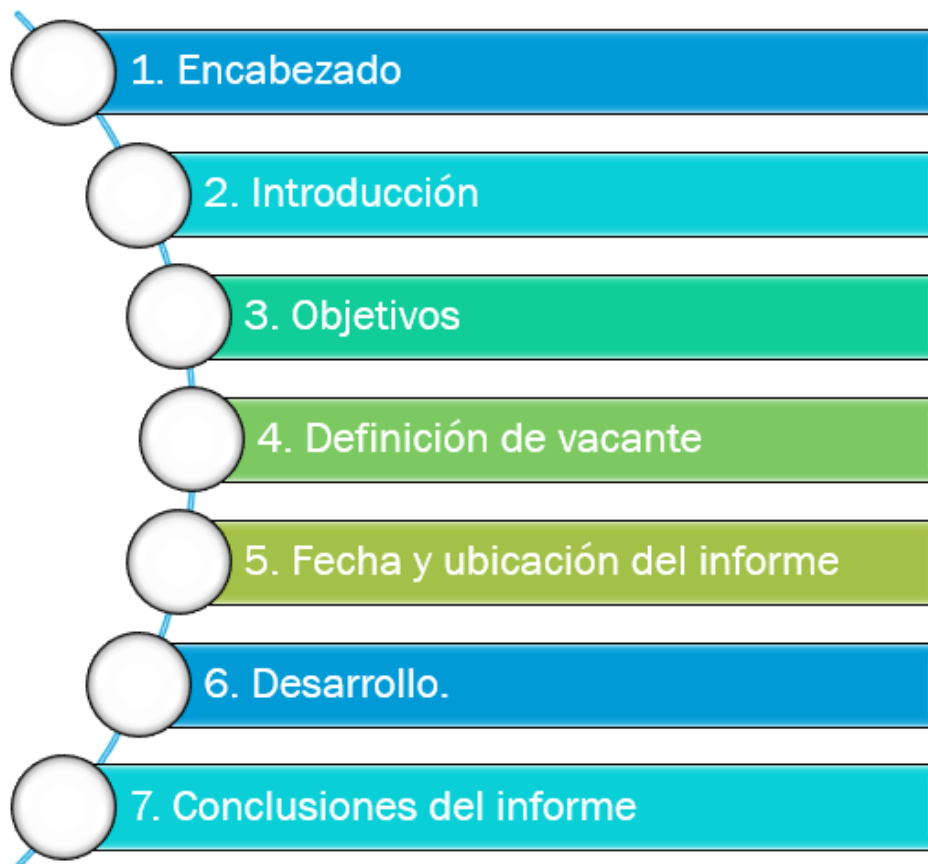 1. Encabezado
2. Introducción
3. Objetivos
4. Definición de vacante
5. Fecha y ubicación del informe
6. Desarrollo.
7. Conclusiones del informe